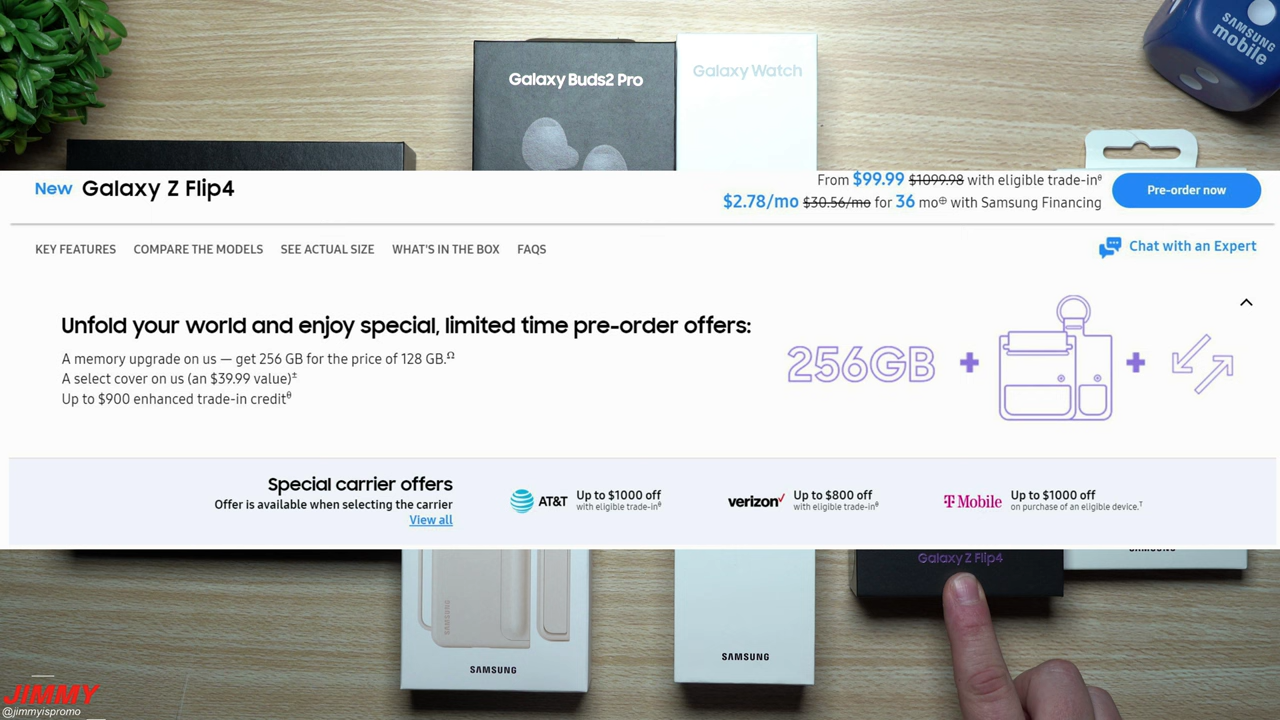 Galaxy Buds2 Pro
Galaxy Watch
SAMSUNG
mobile
New Galaxy Z Flip4
From $99.99 $1099.98 with eligible trade-inᶿ
$2.78/mo $30.56/mo for 36 mo⊕ with Samsung Financing
Pre-order now
KEY FEATURES COMPARE THE MODELS SEE ACTUAL SIZE WHAT'S IN THE BOX FAQS
Chat with an Expert
Unfold your world and enjoy special, limited time pre-order offers:
A memory upgrade on us — get 256 GB for the price of 128 GB.Ω
A select cover on us (an $39.99 value)±
Up to $900 enhanced trade-in creditᶿ
256GB + +
Special carrier offers
Offer is available when selecting the carrier
View all
AT&T
Up to $1000 off
with eligible trade-inᶿ
verizon✓
Up to $800 off
with eligible trade-inᶿ
T Mobile
Up to $1000 off
on purchase of an eligible device.ᵀ
Galaxy Z Flip4
SAMSUNG
SAMSUNG
SAMSUNG
SAMSUNG
JIMMY
@jimmyispromo